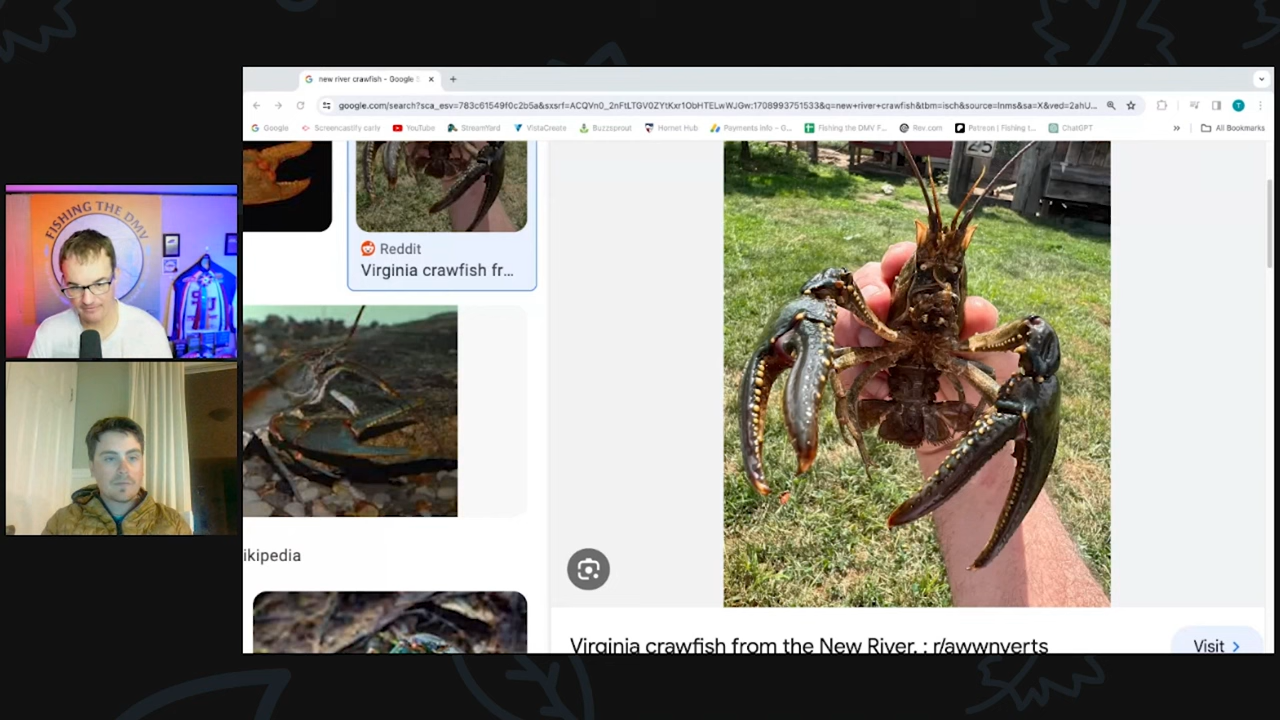 new river crawfish - Google
google.com/search?sca_esv=783c61549f0c2b5a&sxsrf=ACQVn0_2nFtLTGV0ZYtKxr1ObHTELwWJGw:1708993751533&q=new+river+crawfish&tbm=isch&source=lnms&sa=X&ved=2ahU...
Google
Screencastify early
YouTube
StreamYard
VistaCreate
Buzzsprout
Hornet Hub
Payments info – G...
Fishing the DMV F...
Rev.com
Patreon | Fishing t...
ChatGPT
»
All Bookmarks
25
FISHING THE DMV
Reddit
Virginia crawfish fr...
ikipedia
Virginia crawfish from the New River. : r/awwnverts
Visit